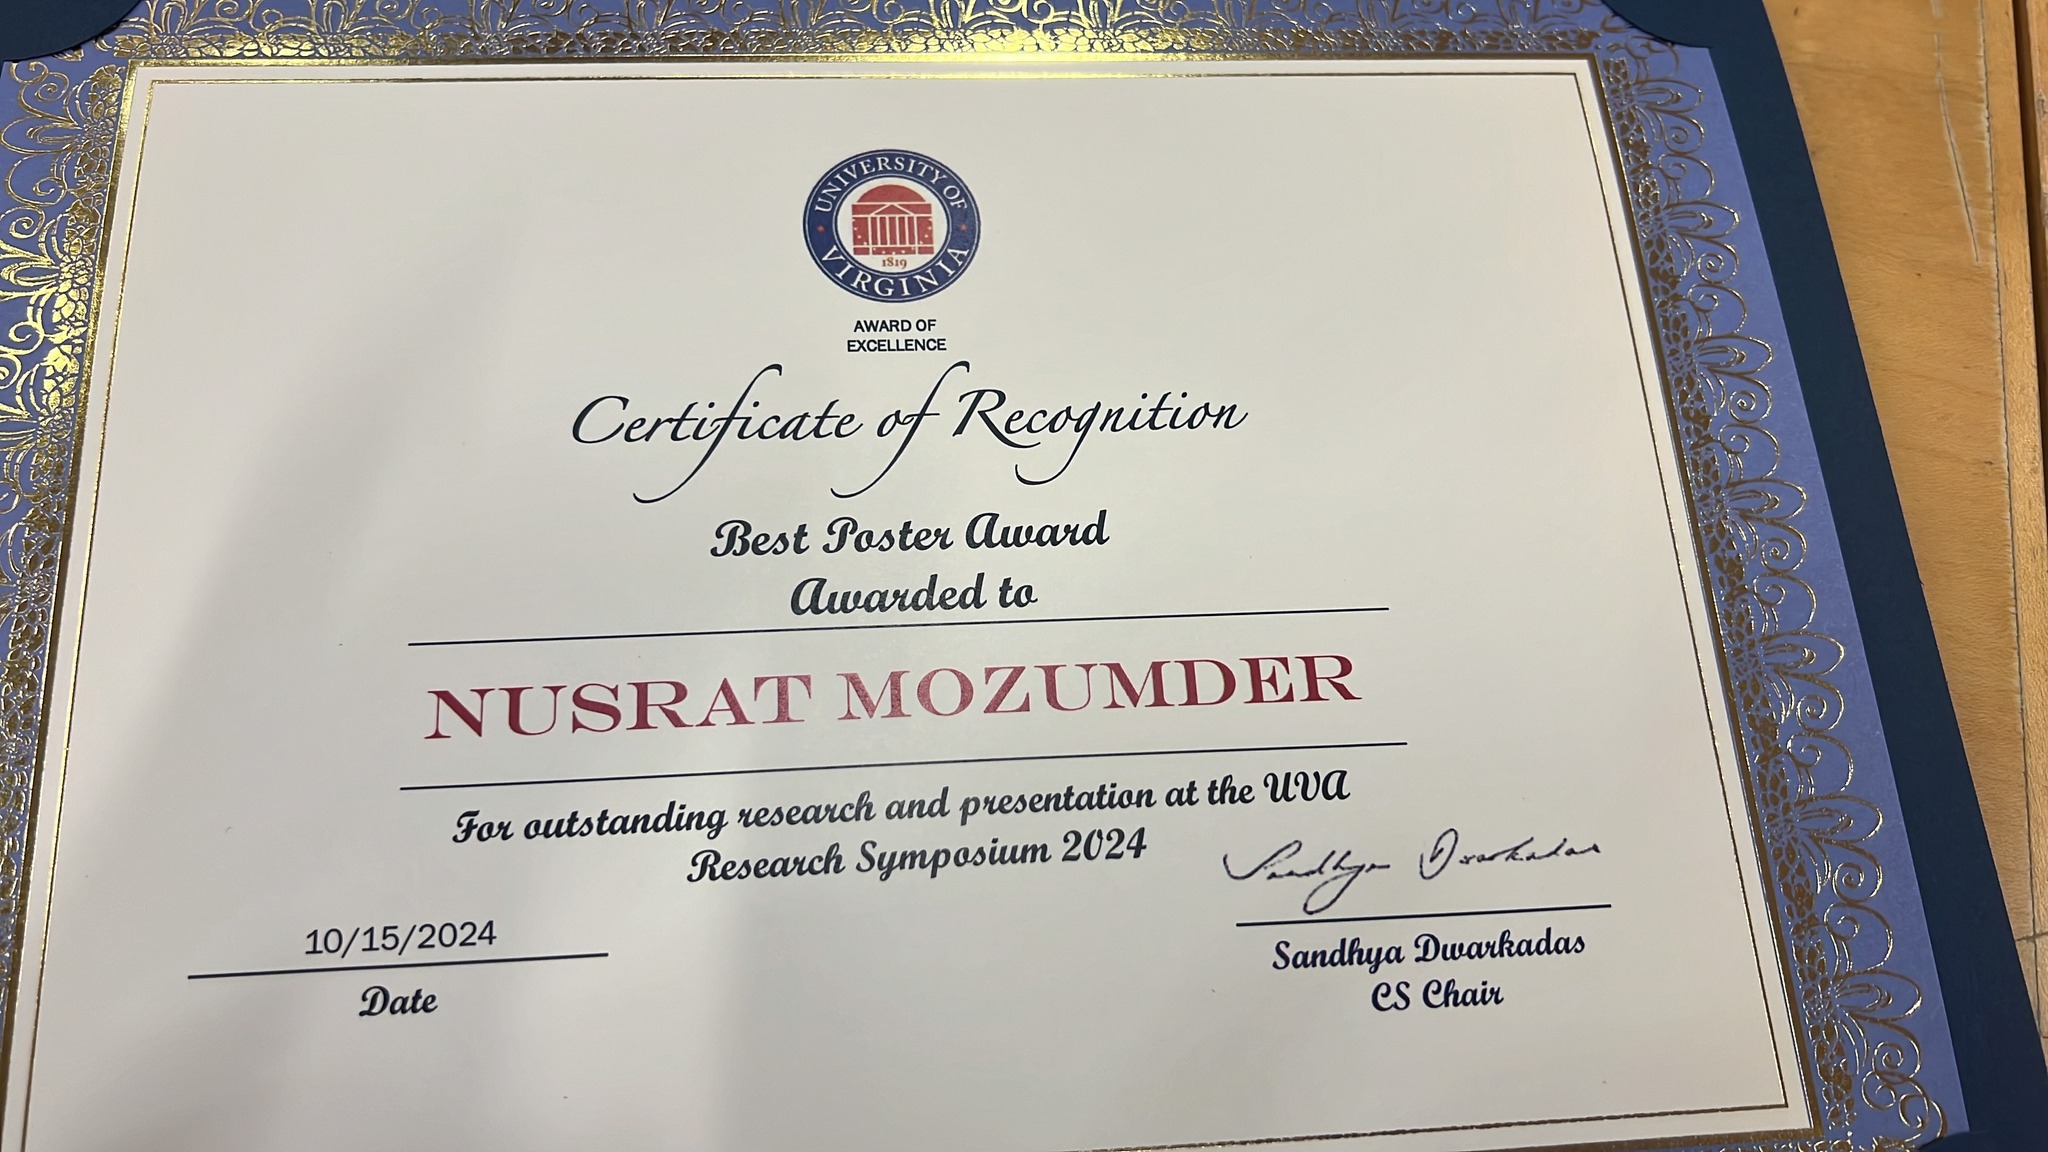 UNIVERSITY OF
VIRGINIA
1819
AWARD OF
EXCELLENCE
Certificate of Recognition
Best Poster Award
Awarded to
NUSRAT MOZUMDER
For outstanding research and presentation at the UVA
Research Symposium 2024
Sandhya Dwarkadas
10/15/2024
Date
Sandhya Dwarkadas
CS Chair